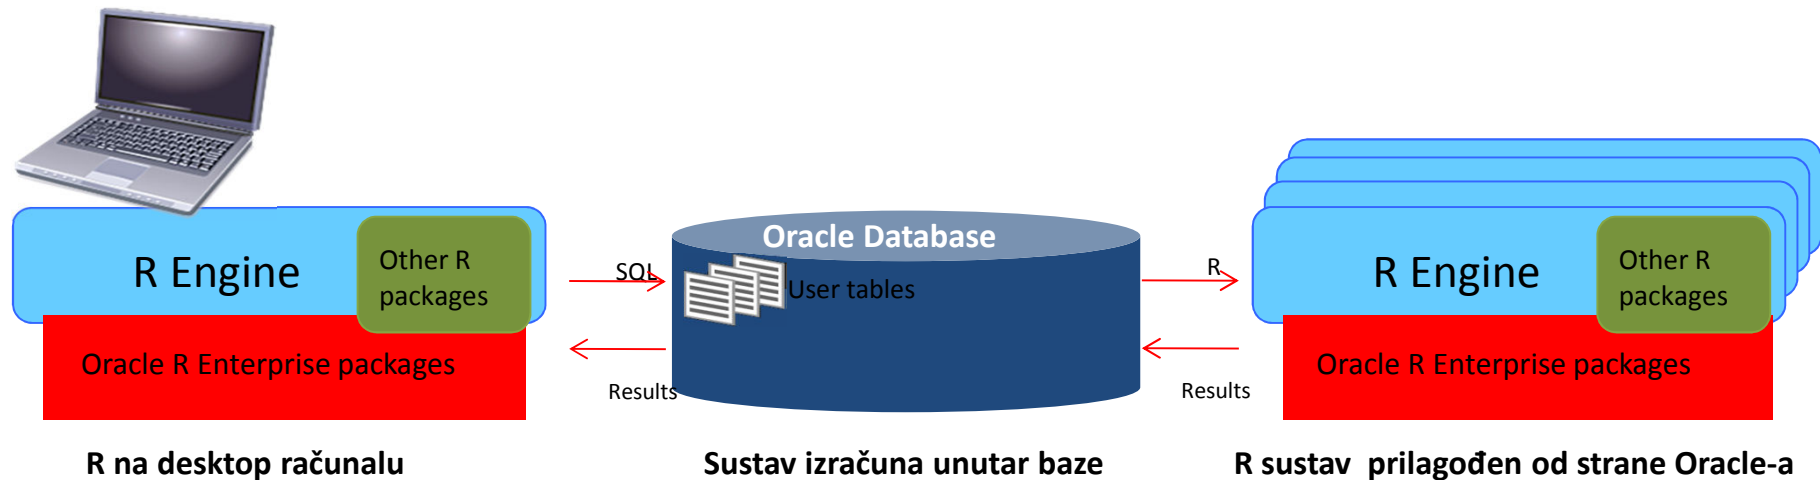 R Engine
Other R
packages
Oracle R Enterprise packages
R na desktop računalu
SQL
Results
Oracle Database
User tables
Sustav izračuna unutar baze
R
Results
R Engine
Other R
packages
Oracle R Enterprise packages
R sustav  prilagođen od strane Oracle-a